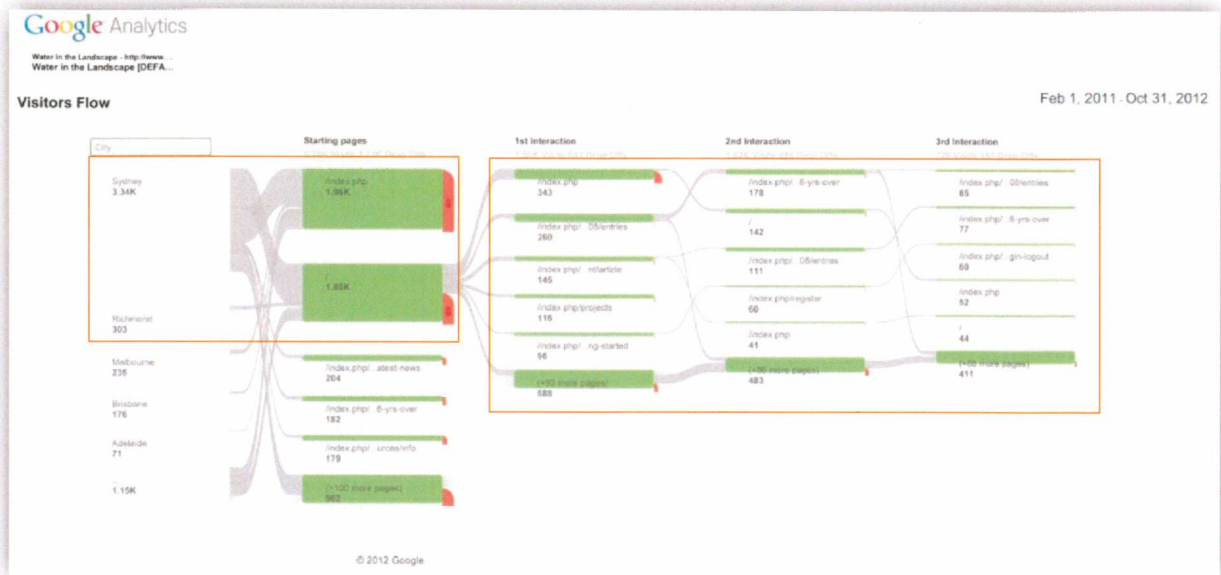 Google Analytics
Water in the Landscape - http://www...
Water in the Landscape [DEFA...
Visitors Flow
Feb 1, 2011 - Oct 31, 2012
City
Sydney
3.34K
Richmond
303
Melbourne
235
Brisbane
176
Adelaide
71
1.15K
Starting pages
/index.php
1.96K
/
1.85K
/index.php/...atest-news
204
/index.php/...6-yrs-over
182
/index.php/...urces/info
179
(+100 more pages)
902
1st Interaction
/index.php
343
/index.php/...08/entries
260
/index.php/...nt/article
145
/index.php/projects
116
/index.php/...ng-started
96
more pages)
588
2nd Interaction
/index.php/...6-yrs-over
178
/
142
/index.php/...08/entries
111
/index.php/register
60
/index.php
41
more pages)
483
3rd Interaction
/index.php/...08/entries
85
/index.php/...6-yrs-over
77
/index.php/...gin-logout
60
/index.php
52
/
44
more pages)
411
© 2012 Google